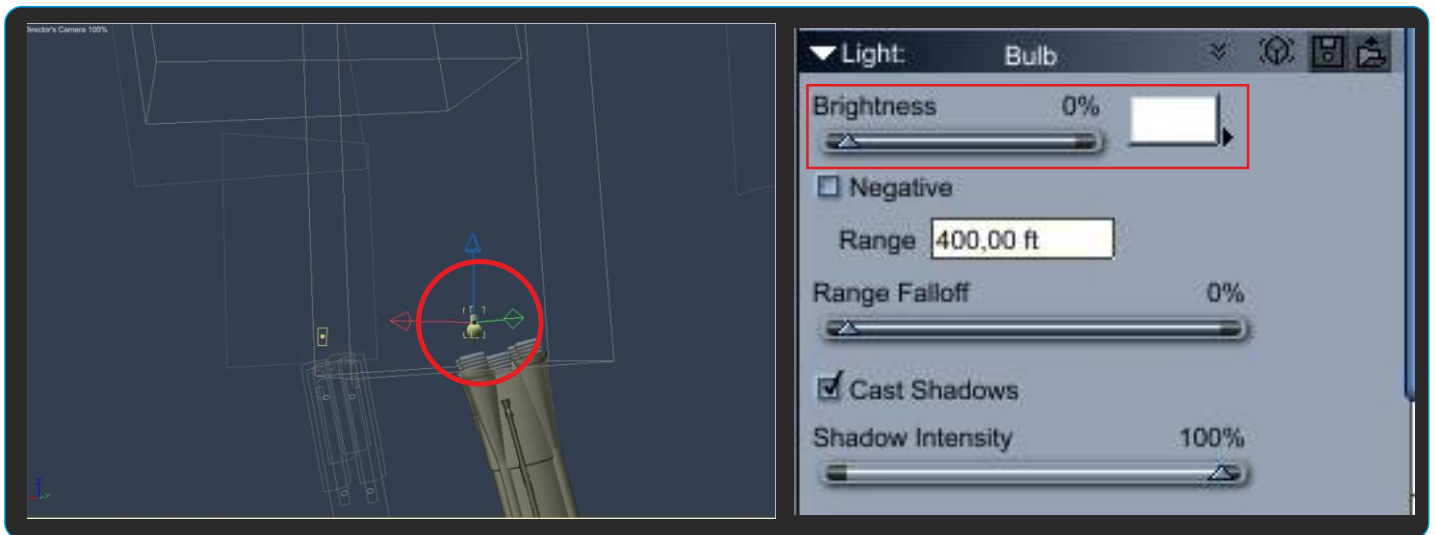 Director's Camera 100%
Light: Bulb
Brightness 0%
Negative
Range 400,00 ft
Range Falloff 0%
Cast Shadows
Shadow Intensity 100%